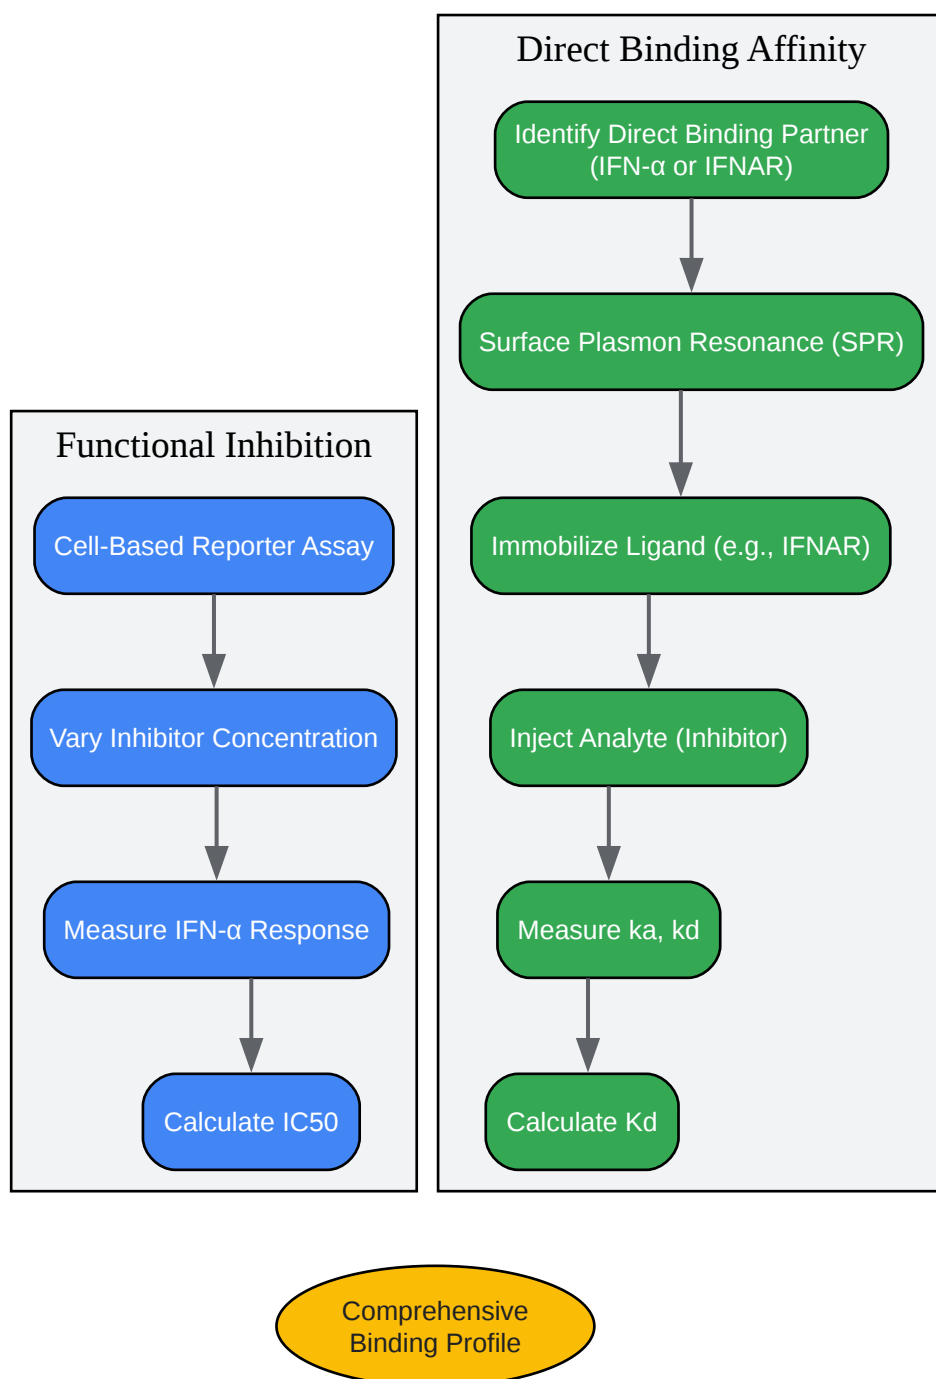 Direct Binding Affinity
Identify Direct Binding Partner
(IFN-α or IFNAR)
Surface Plasmon Resonance (SPR)
Immobilize Ligand (e.g., IFNAR)
Inject Analyte (Inhibitor)
Measure ka, kd
Calculate Kd
Functional Inhibition
Cell-Based Reporter Assay
Vary Inhibitor Concentration
Measure IFN-α Response
Calculate IC50
Comprehensive
Binding Profile